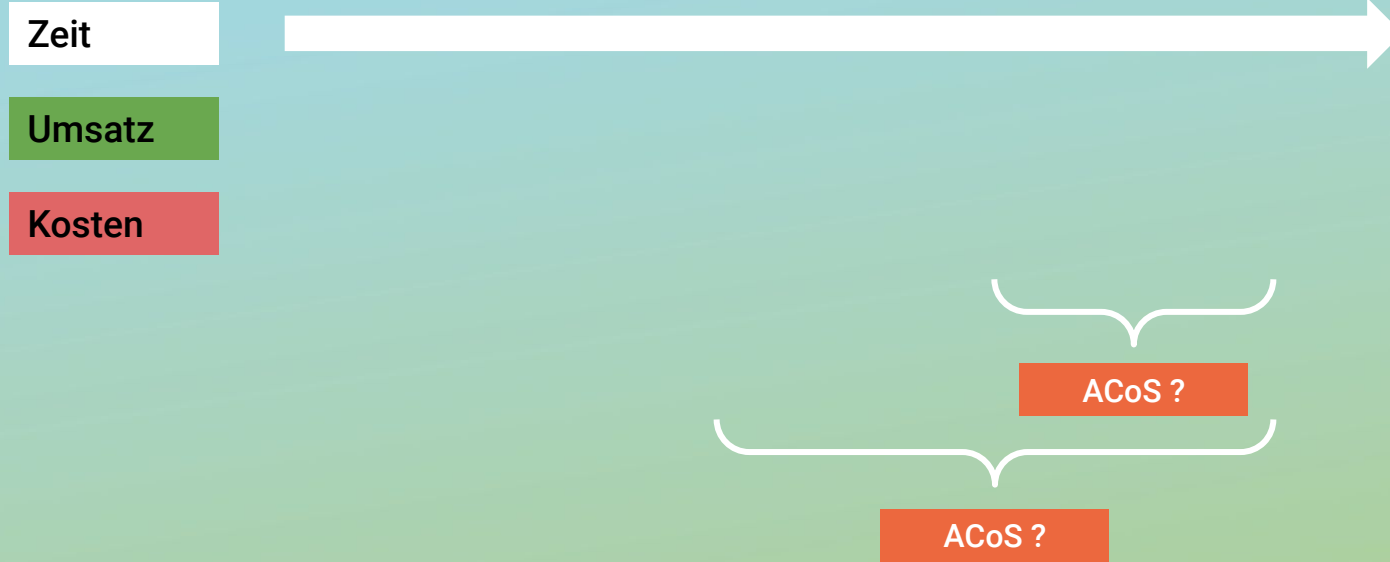 Zeit
Umsatz
Kosten
ACoS ?
ACoS ?